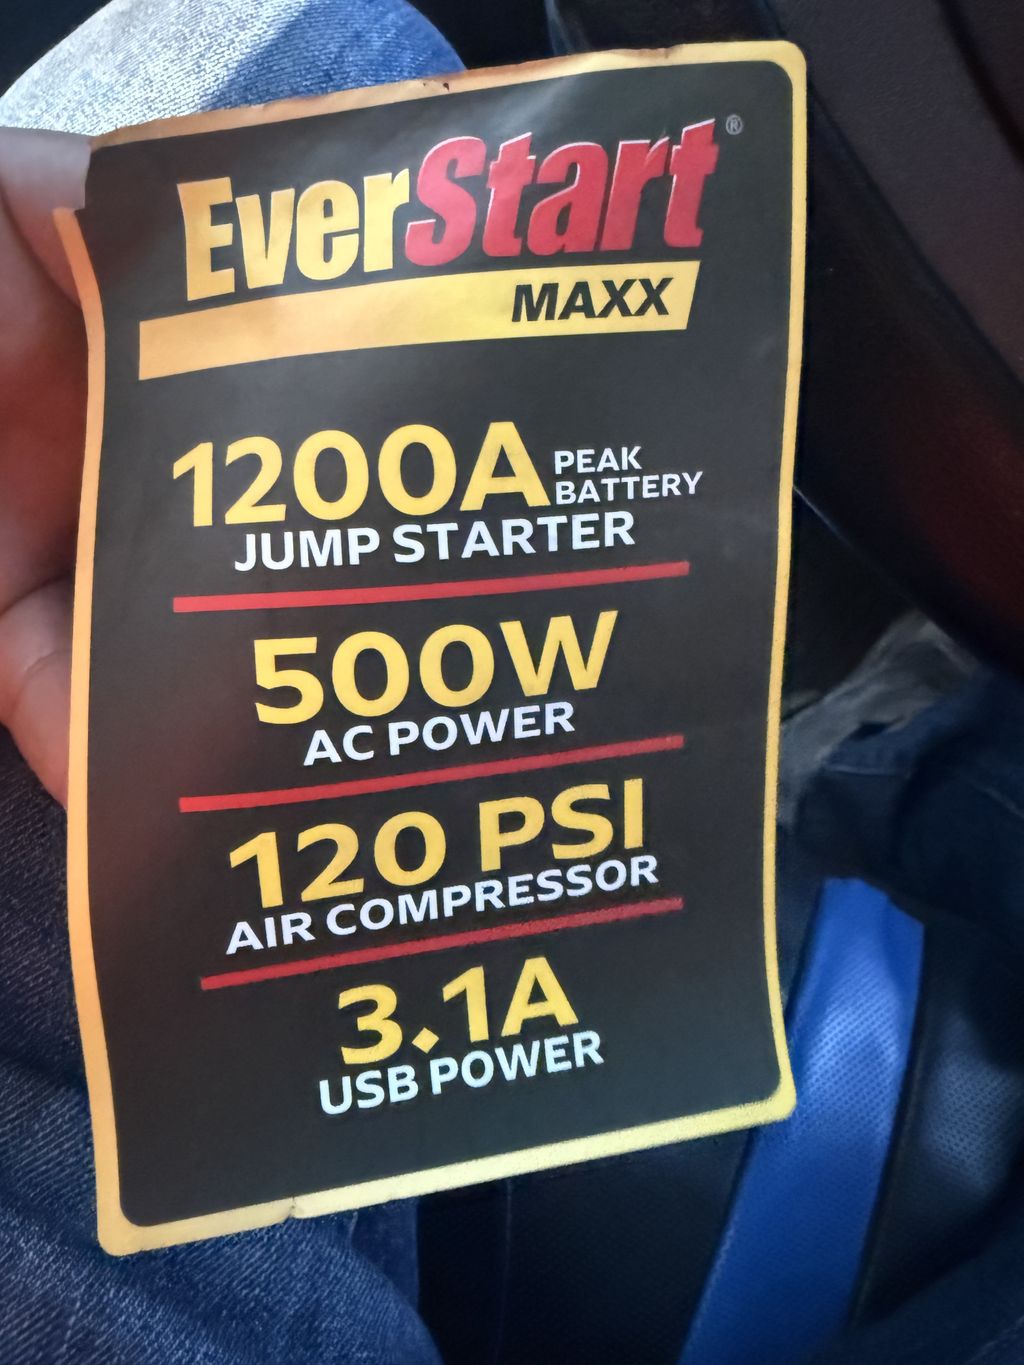 EverStart®
MAXX
1200A PEAK
BATTERY
JUMP STARTER
500W
AC POWER
120 PSI
AIR COMPRESSOR
3.1A
USB POWER